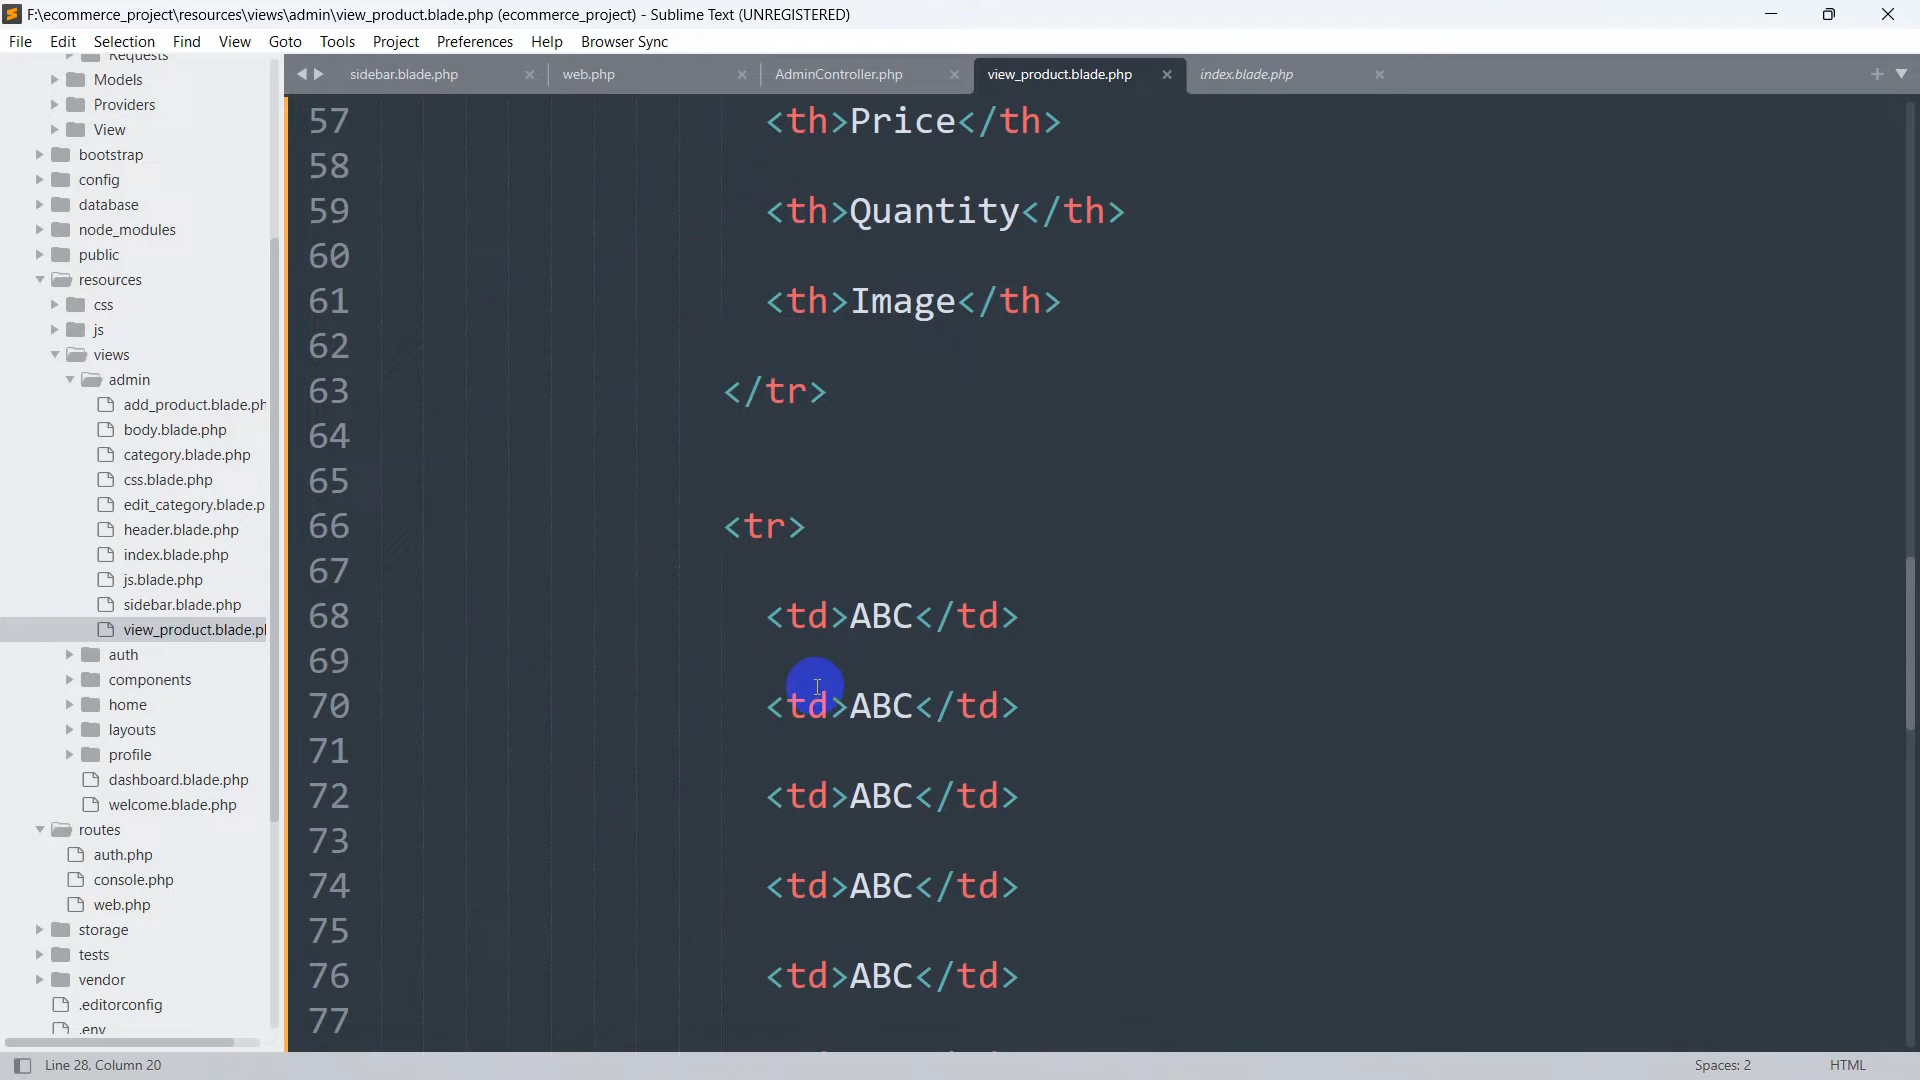 F:\ecommerce_project\resources\views\admin\view_product.blade.php (ecommerce_project) - Sublime Text (UNREGISTERED)
File Edit Selection Find View Goto Tools Project Preferences Help Browser Sync
Requests
Models
Providers
View
bootstrap
config
database
node_modules
public
resources
css
js
views
admin
add_product.blade.ph
body.blade.php
category.blade.php
css.blade.php
edit_category.blade.p
header.blade.php
index.blade.php
js.blade.php
sidebar.blade.php
view_product.blade.pl
auth
components
home
layouts
profile
dashboard.blade.php
welcome.blade.php
routes
auth.php
console.php
web.php
storage
tests
vendor
.editorconfig
.env
sidebar.blade.php web.php AdminController.php view_product.blade.php index.blade.php
57 <th>Price</th>
58
59 <th>Quantity</th>
60
61 <th>Image</th>
62
63 </tr>
64
65
66 <tr>
67
68 <td>ABC</td>
69
70 <td>ABC</td>
71
72 <td>ABC</td>
73
74 <td>ABC</td>
75
76 <td>ABC</td>
77
Line 28, Column 20 Spaces: 2 HTML